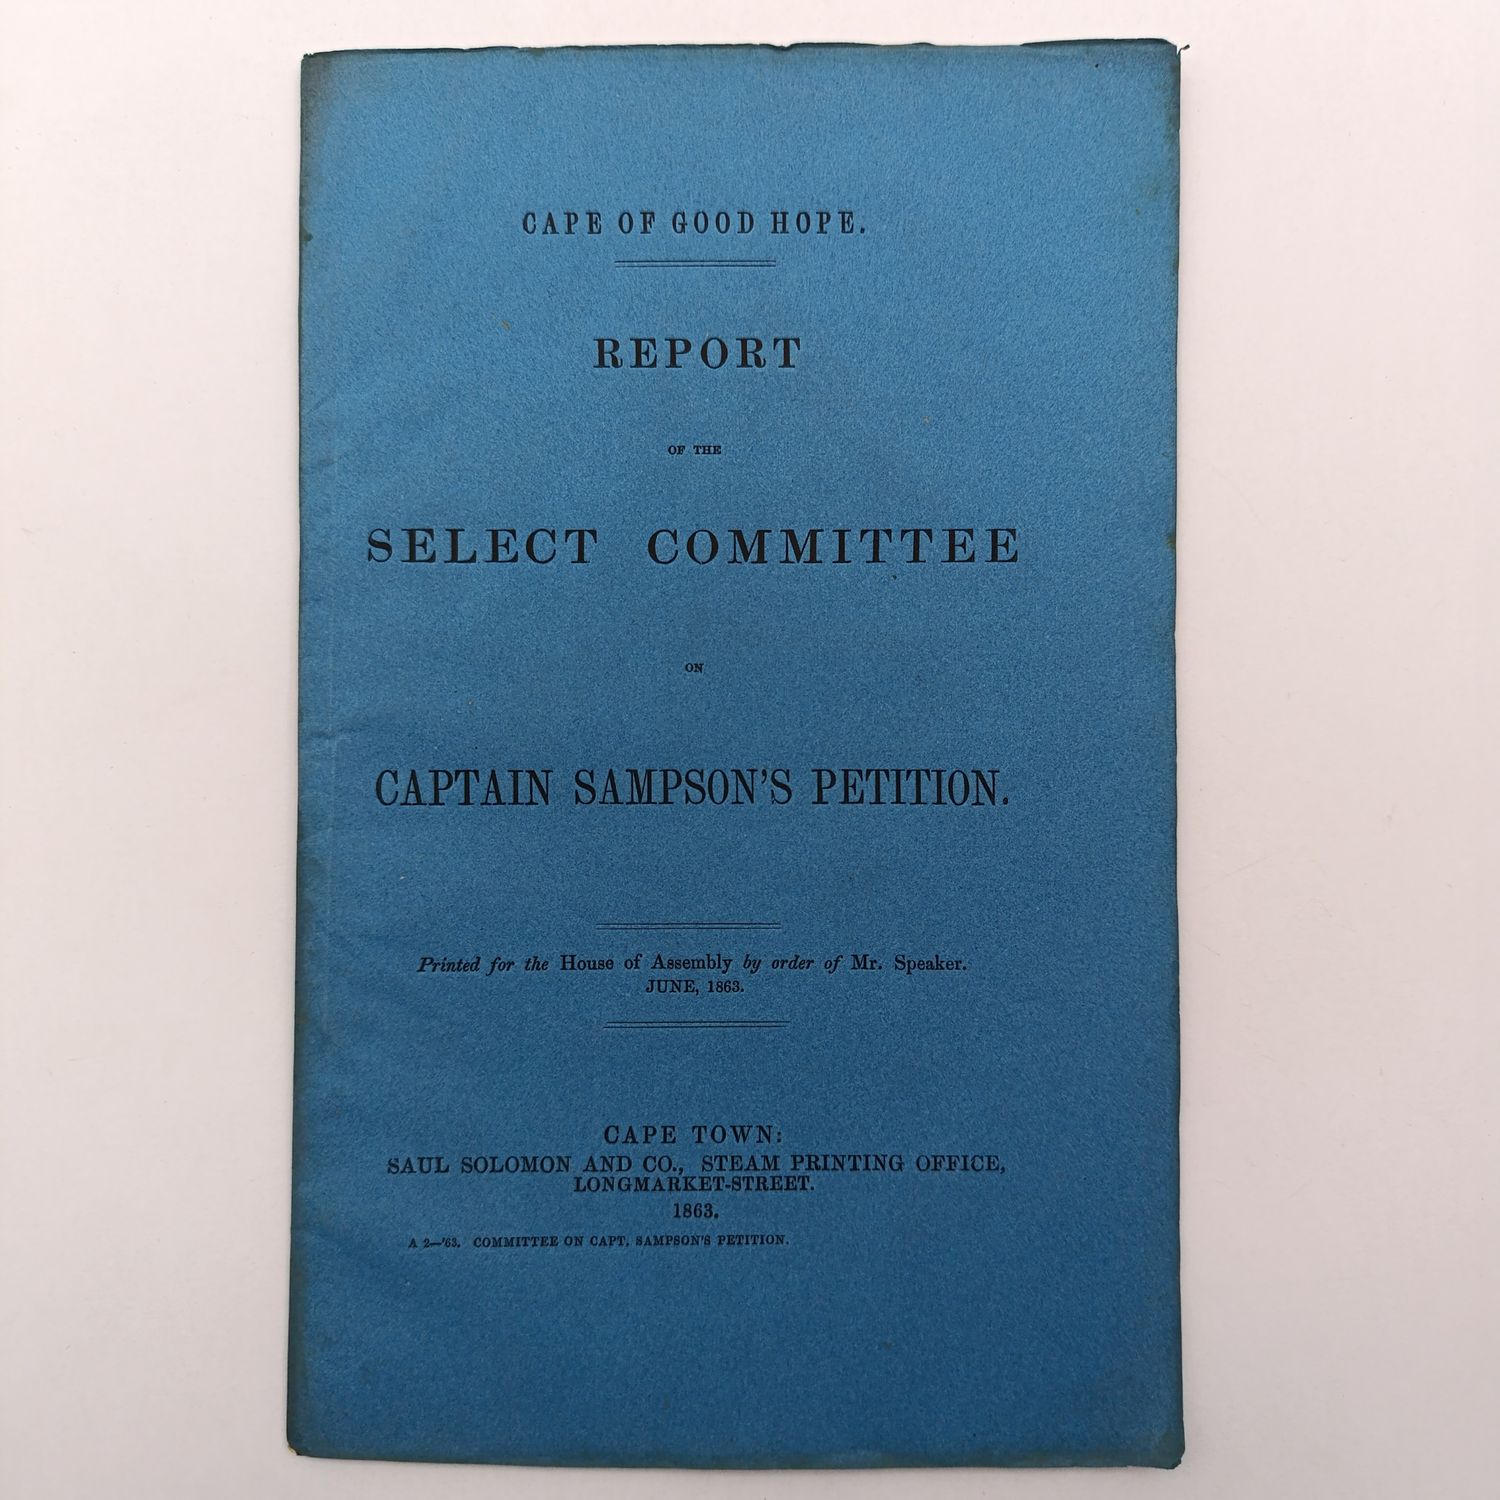 CAPE OF GOOD HOPE.
REPORT
OF THE
SELECT COMMITTEE
ON
CAPTAIN SAMPSON'S PETITION.
Printed for the House of Assembly by order of Mr. Speaker.
JUNE, 1863.
CAPE TOWN:
SAUL SOLOMON AND CO., STEAM PRINTING OFFICE,
LONGMARKET-STREET.
1863.
A 2—'63. COMMITTEE ON CAPT. SAMPSON'S PETITION.